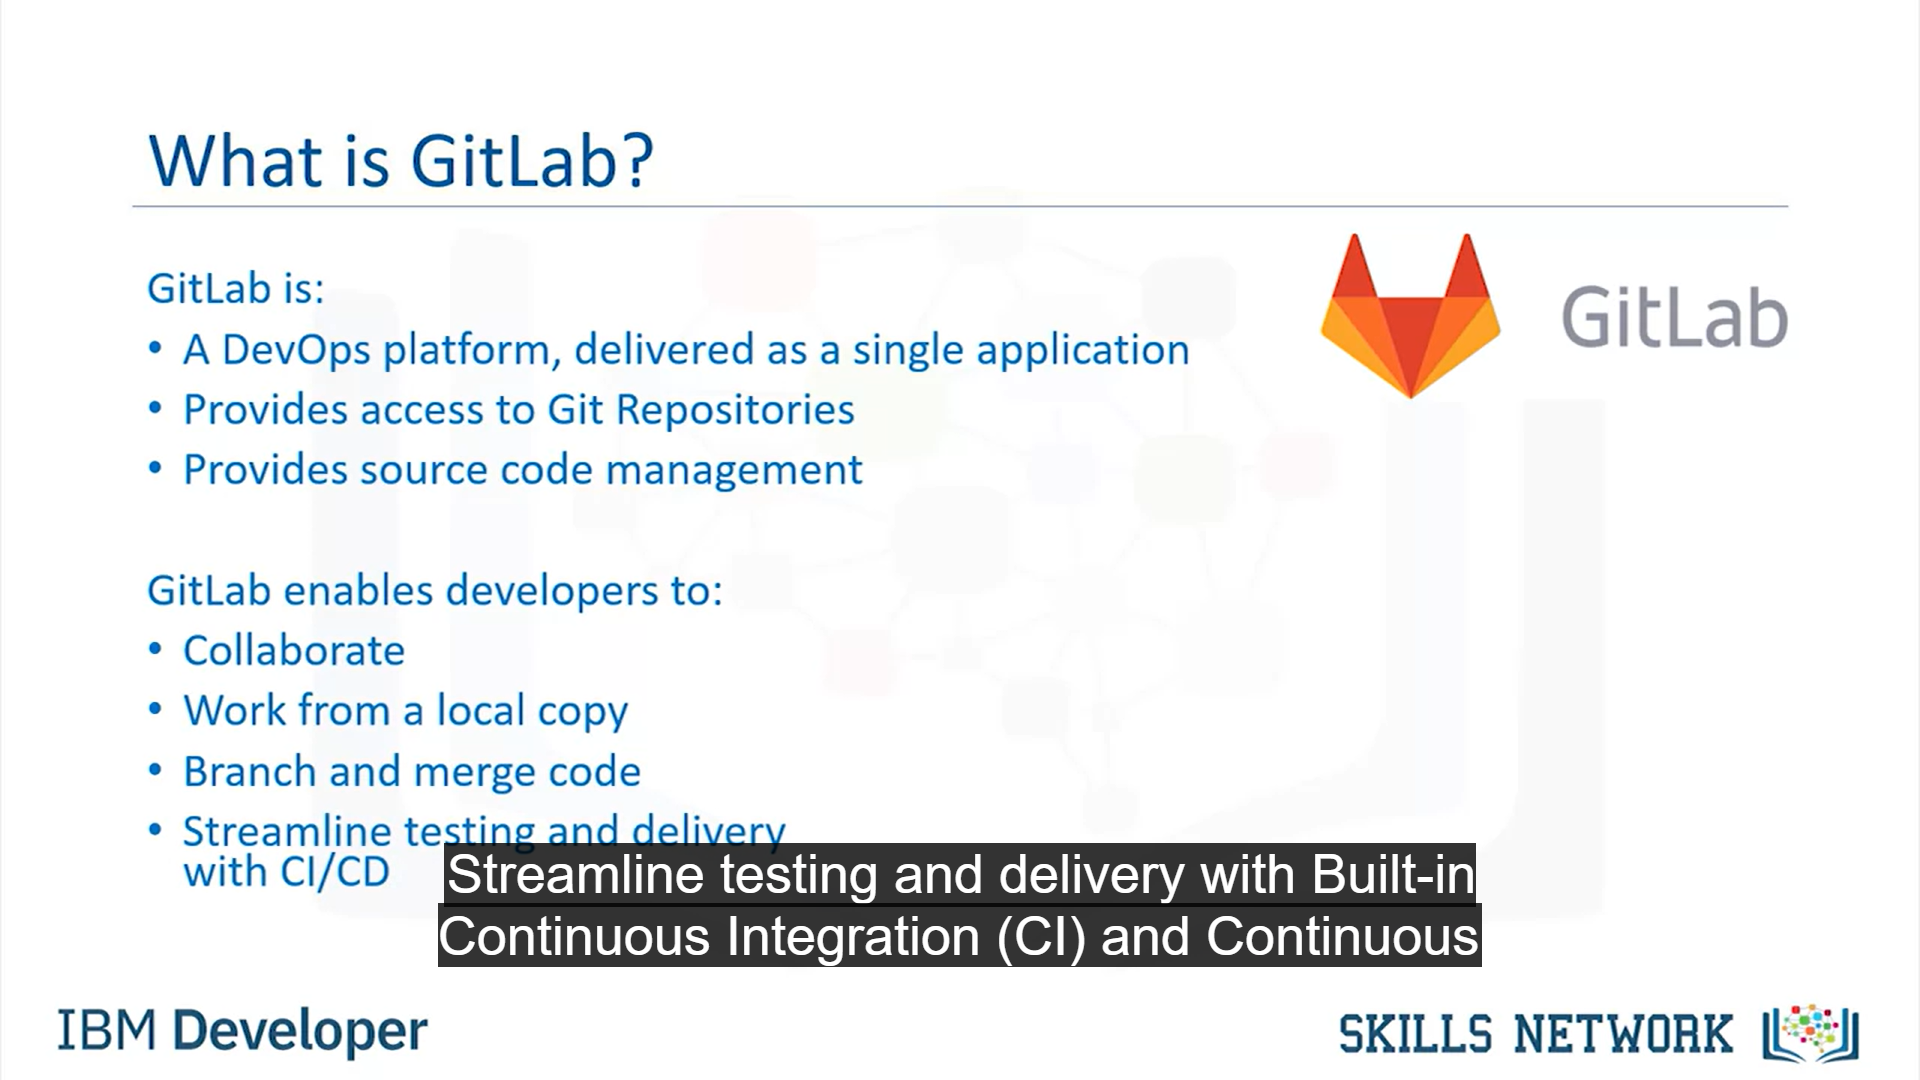 What is GitLab?
GitLab is:
• A DevOps platform, delivered as a single application
• Provides access to Git Repositories
• Provides source code management
GitLab
GitLab enables developers to:
• Collaborate
• Work from a local copy
• Branch and merge code
• Streamline testing and delivery
with CI/CD
Streamline testing and delivery with Built-in
Continuous Integration (CI) and Continuous
IBM Developer
SKILLS NETWORK